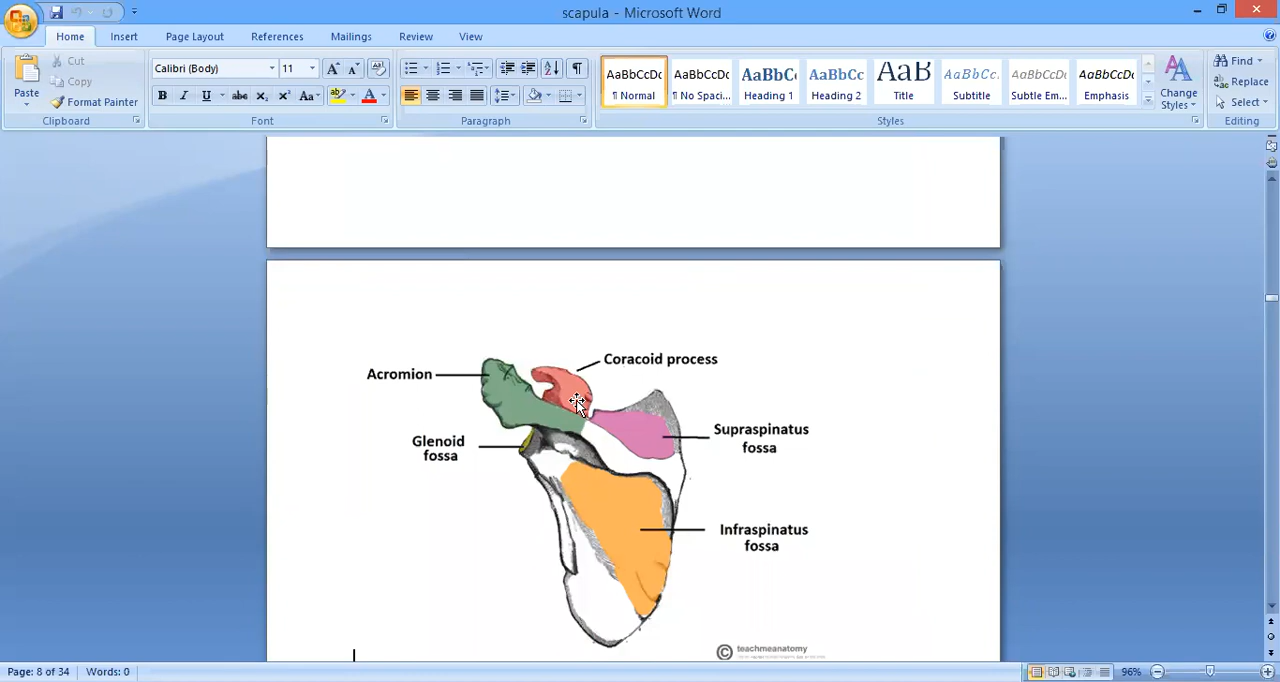 scapula - Microsoft Word
Home Insert Page Layout References Mailings Review View
Paste
Cut
Copy
Format Painter
Clipboard
Calibri (Body) 11
Font
Paragraph
AaBbCcDc AaBbCcDc AaBbC AaBbCc AaB AaBbCc. AaBbCcDc AaBbCcDc
¶ Normal ¶ No Spaci... Heading 1 Heading 2 Title Subtitle Subtle Em... Emphasis
Change
Styles
Styles
Find
Replace
Select
Editing
Coracoid process
Acromion
Supraspinatus
fossa
Glenoid
fossa
Infraspinatus
fossa
© teachmeanatomy
Page: 8 of 34 Words: 0 96%